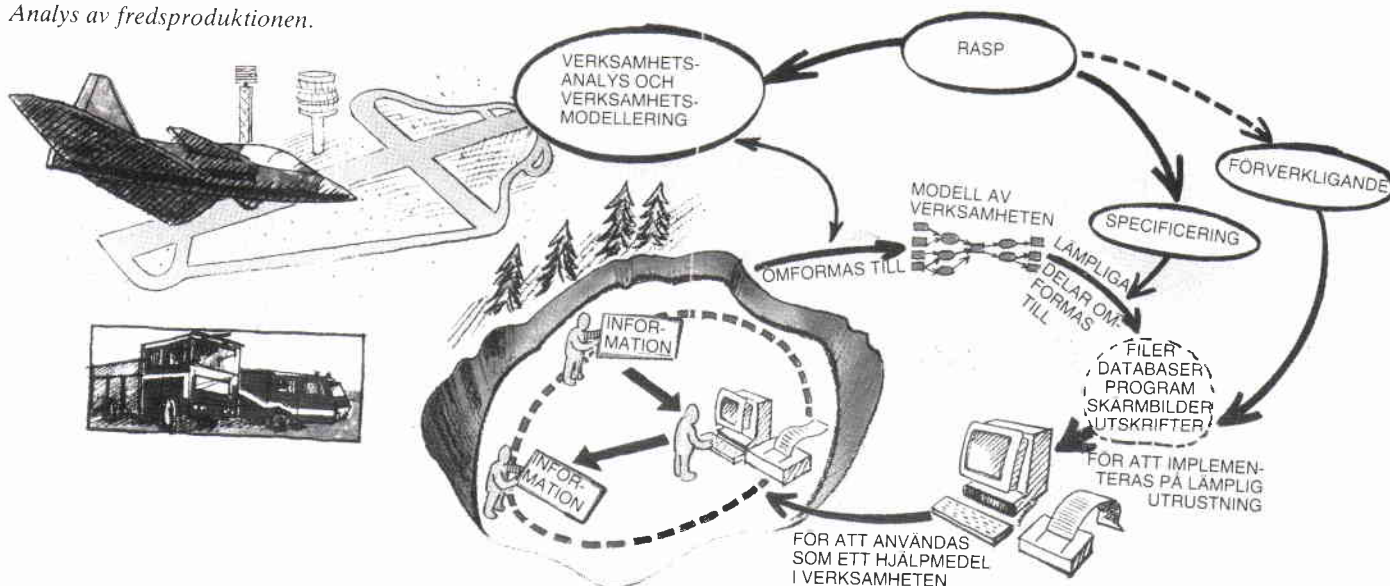 Analys av fredsproduktionen.
VERKSAMHETS-
ANALYS OCH
VERKSAMHETS-
MODELLERING
RASP
FÖRVERKLIGANDE
SPECIFICERING
MODELL AV
VERKSAMHETEN
OMFORMAS TILL
LÄMPLIGA
DELAR OM-
FORMAS
TILL
INFOR-
MATION
INFOR-
MATION
FILER
DATABASER
PROGRAM
SKÄRMBILDER
UTSKRIFTER
FÖR ATT IMPLEMEN-
TERAS PÅ LÄMPLIG
UTRUSTNING
FÖR ATT ANVÄNDAS
SOM ETT HJÄLPMEDEL
I VERKSAMHETEN